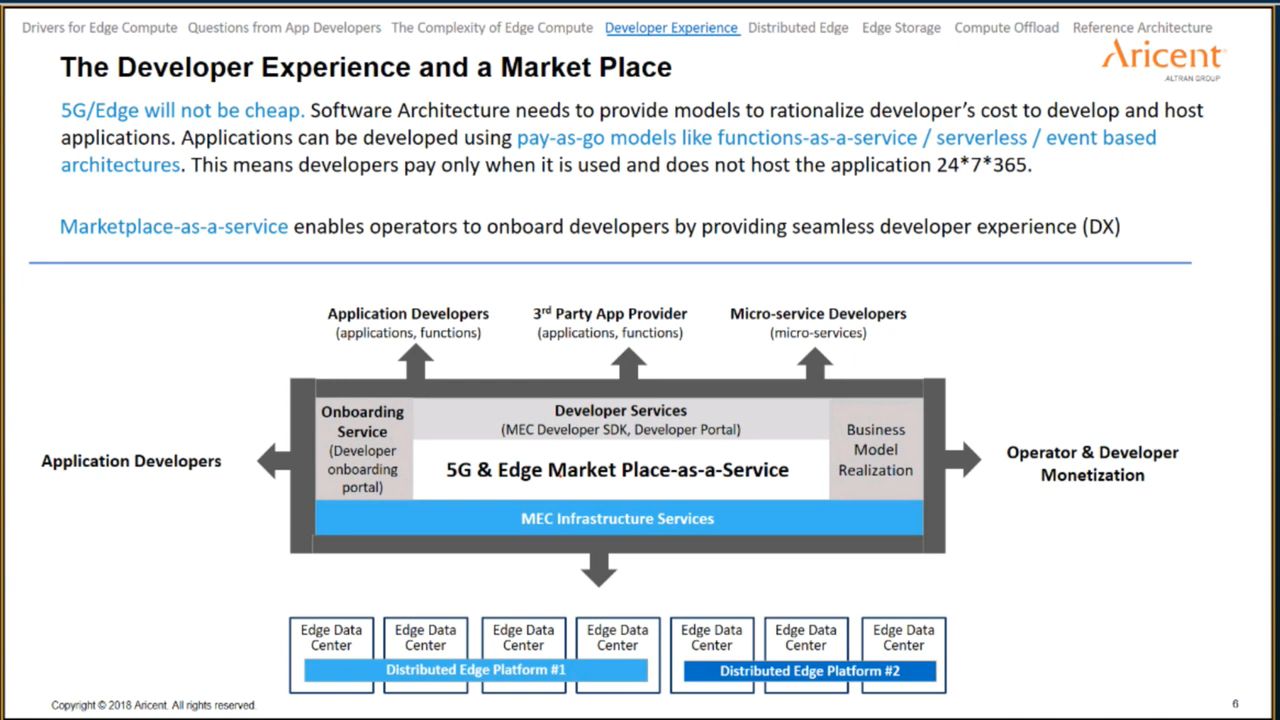 Drivers for Edge Compute Questions from App Developers The Complexity of Edge Compute Developer Experience Distributed Edge Edge Storage Compute Offload Reference Architecture
The Developer Experience and a Market Place
Aricent
ALTRAN GROUP
5G/Edge will not be cheap. Software Architecture needs to provide models to rationalize developer's cost to develop and host
applications. Applications can be developed using pay-as-go models like functions-as-a-service / serverless / event based
architectures. This means developers pay only when it is used and does not host the application 24*7*365.
Marketplace-as-a-service enables operators to onboard developers by providing seamless developer experience (DX)
Application Developers
(applications, functions)
3rd Party App Provider
(applications, functions)
Micro-service Developers
(micro-services)
Application Developers
Onboarding
Service
(Developer
onboarding
portal)
Developer Services
(MEC Developer SDK, Developer Portal)
5G & Edge Market Place-as-a-Service
Business
Model
Realization
MEC Infrastructure Services
Operator & Developer
Monetization
Edge Data
Center
Edge Data
Center
Edge Data
Center
Edge Data
Center
Distributed Edge Platform #1
Edge Data
Center
Edge Data
Center
Edge Data
Center
Distributed Edge Platform #2
Copyright © 2018 Aricent. All rights reserved.
6